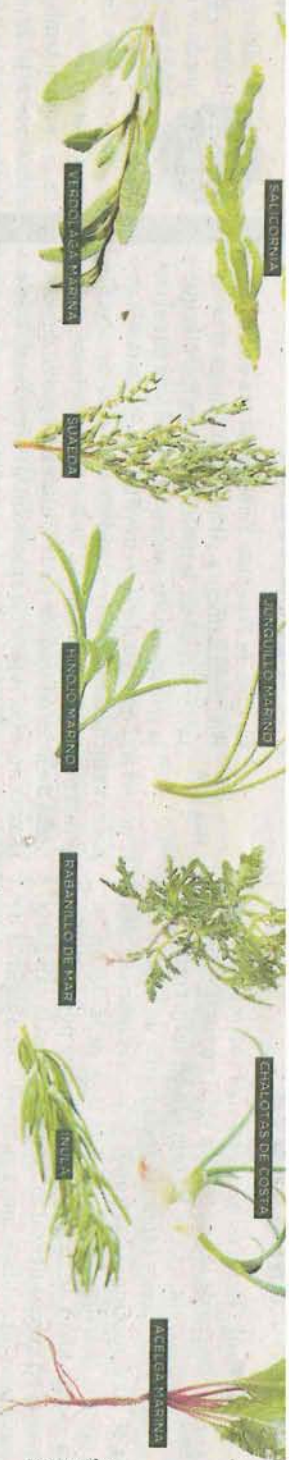 SALICORNIA
VERDOLAGA MARINA
SUAEDA
JUNQUILLO MARINO
HINOJO MARINO
RABANILLO DE MAR
CHALOTAS DE COSTA
INULA
ACELGA MARINA